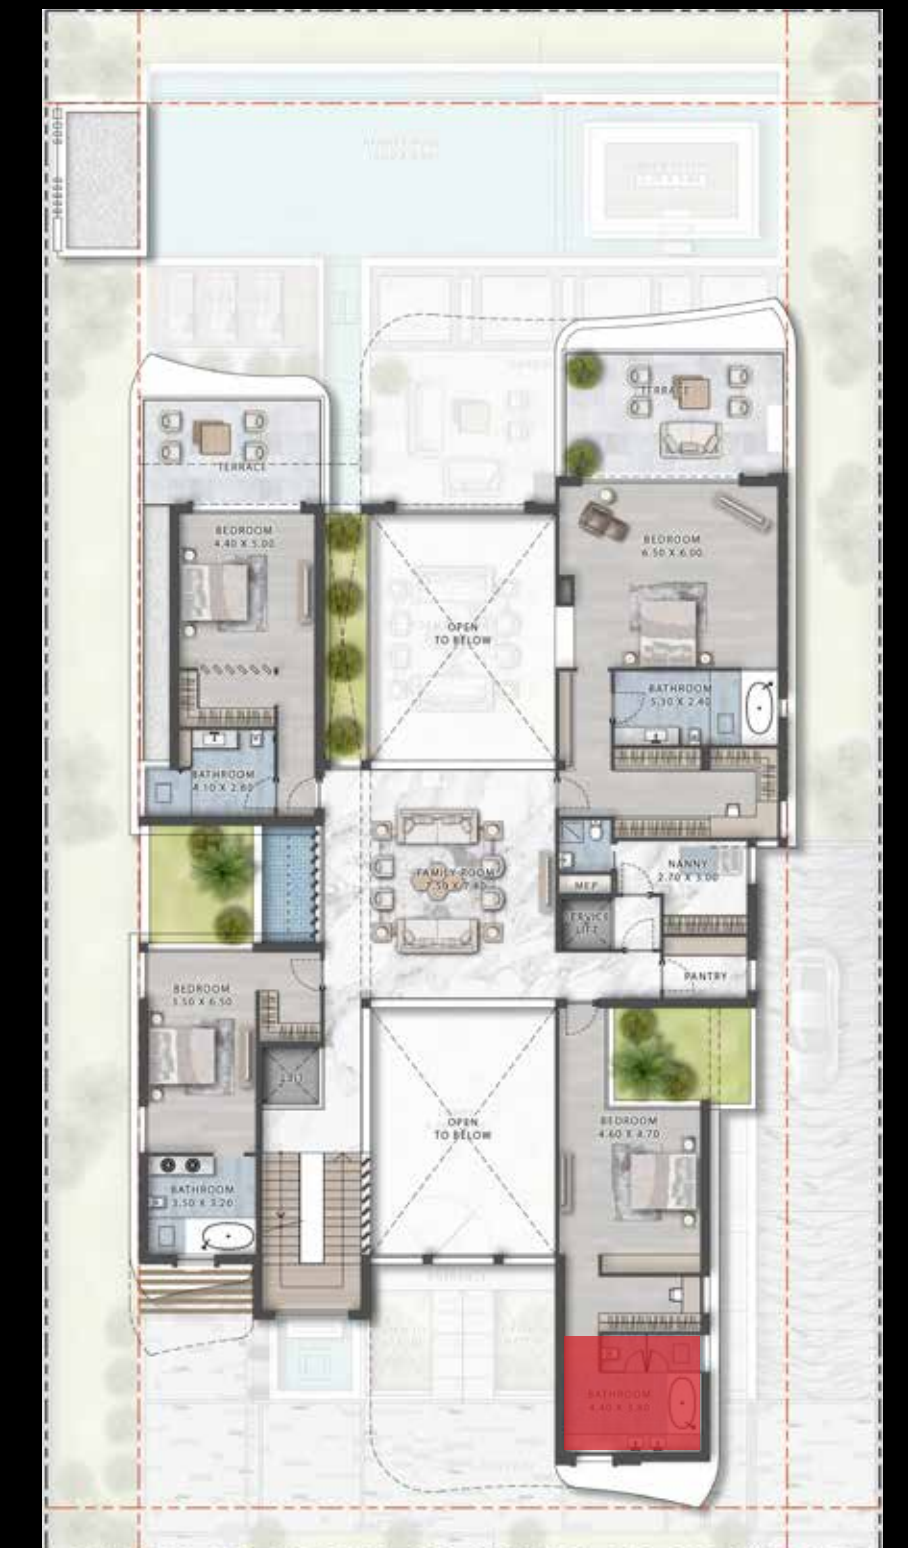 TERRACE
TERRACE
BEDROOM
4.40 X 5.00
BEDROOM
6.50 X 6.00
OPEN
TO BELOW
BATHROOM
5.30 X 2.40
BATHROOM
4.10 X 2.80
FAMILY ROOM
NANNY
2.70 X 3.00
MEP
SERVICE
LIFT
PANTRY
BEDROOM
3.50 X 6.50
LIFT
OPEN
TO BELOW
BEDROOM
4.60 X 4.70
BATHROOM
3.50 X 3.20
BATHROOM